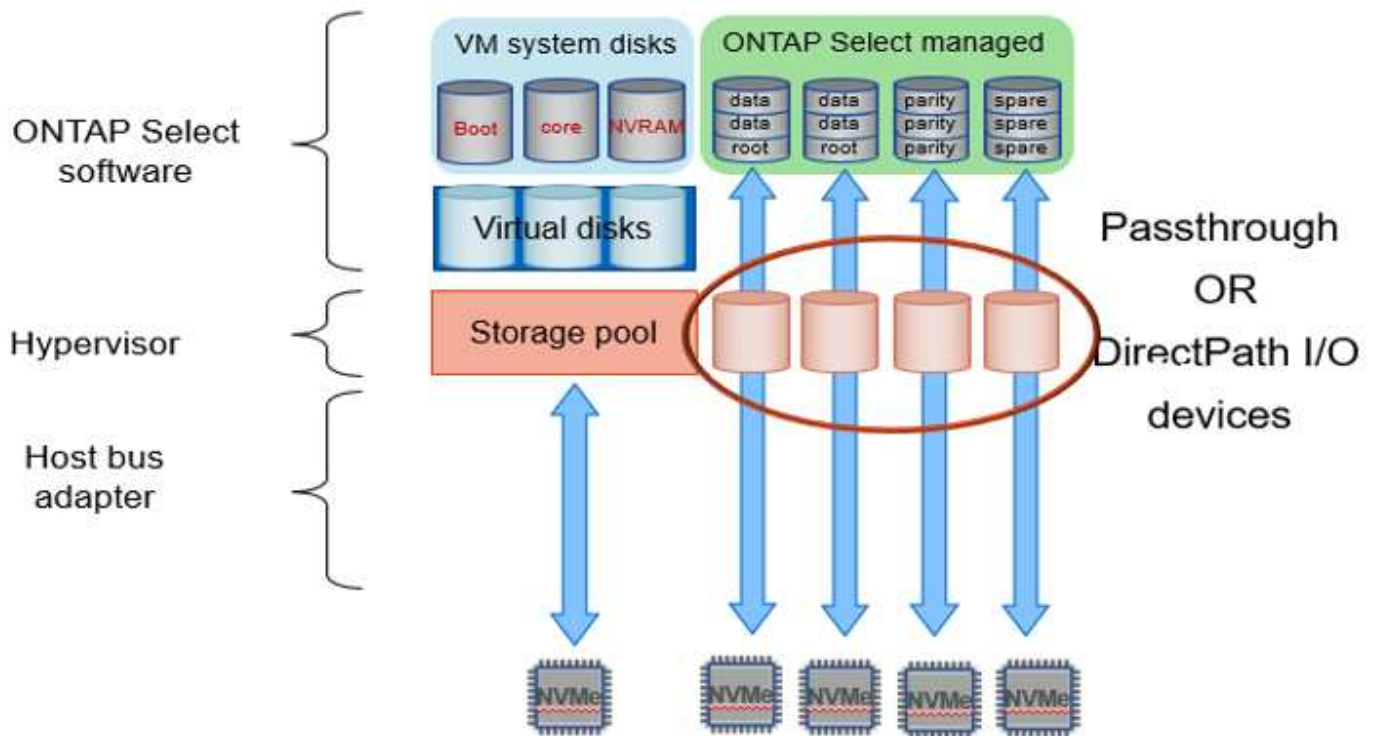 VM system disks
ONTAP Select managed
Boot
core
NVRAM
data
data
root
data
data
root
parity
parity
parity
spare
spare
spare
ONTAP Select
software
Virtual disks
Passthrough
OR
DirectPath I/O
devices
Hypervisor
Storage pool
Host bus
adapter
NVMe
NVMe
NVMe
NVMe
NVMe